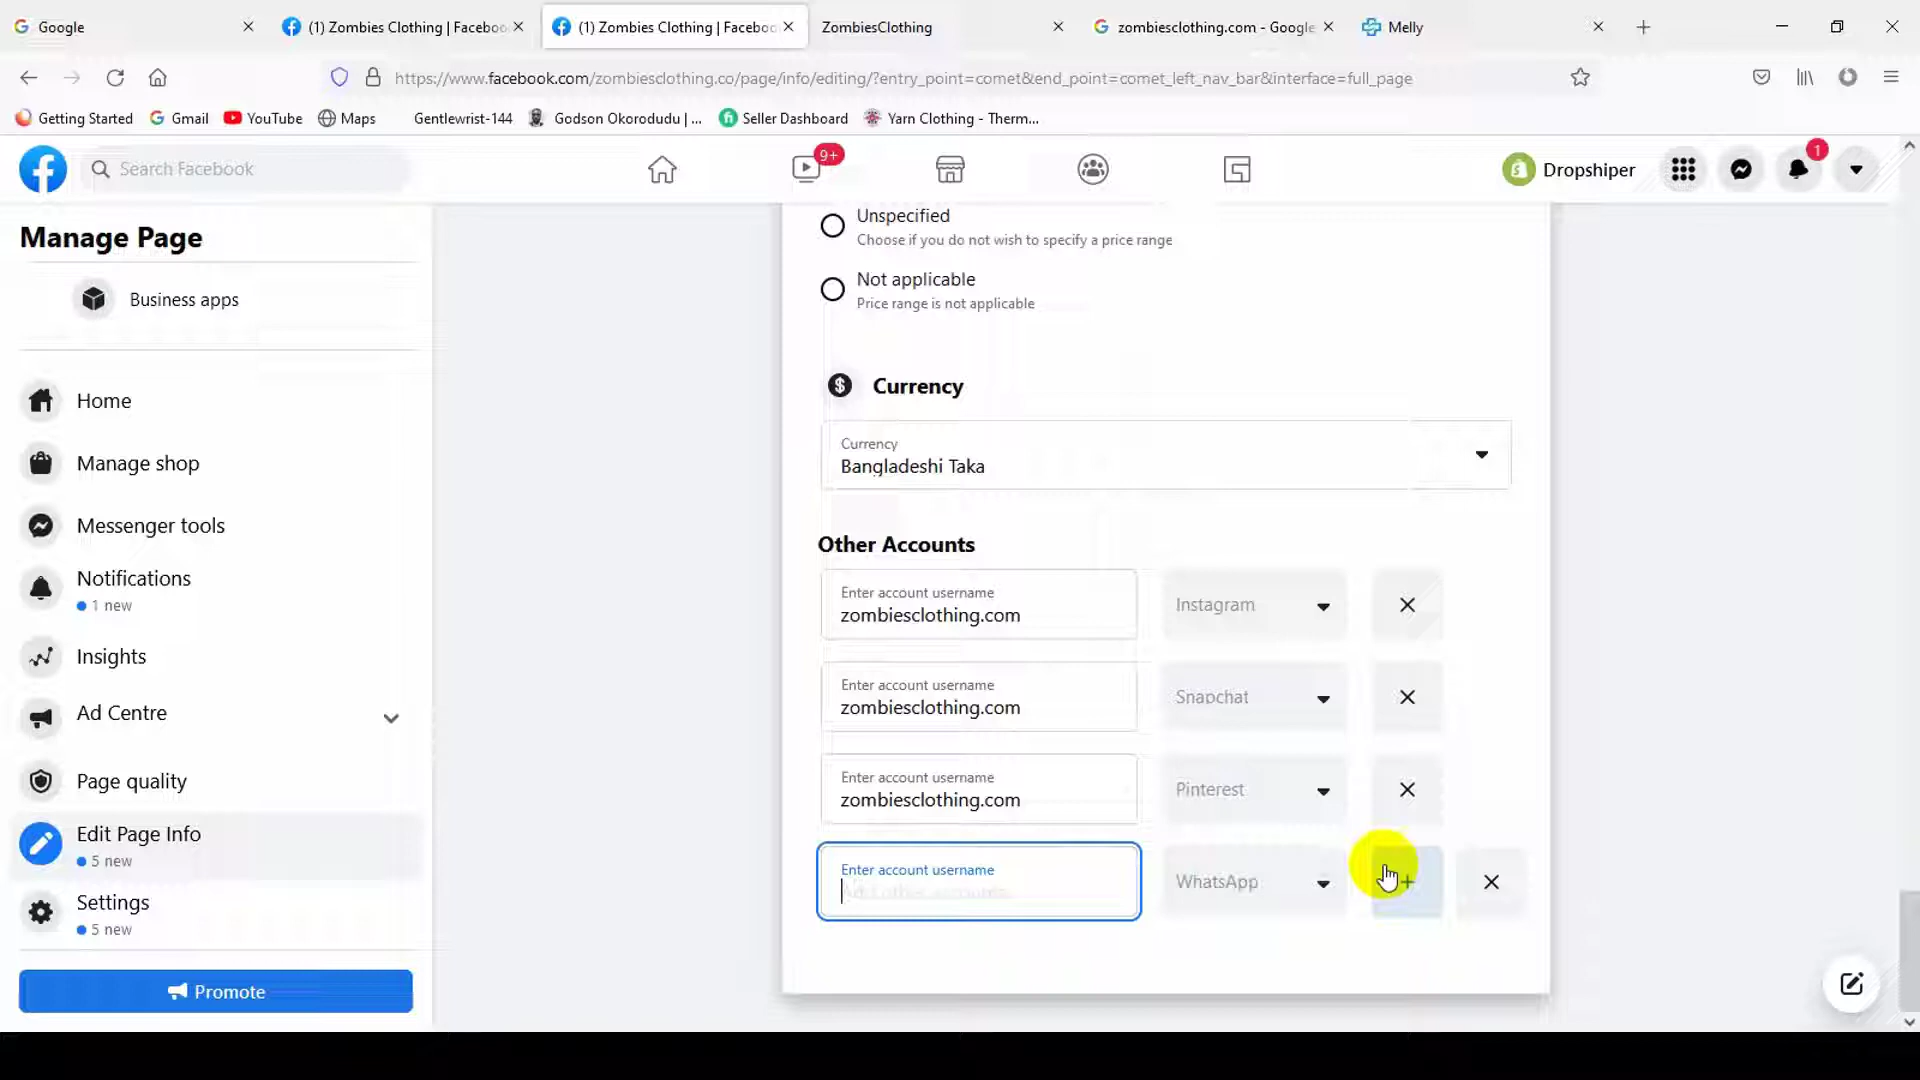 Google
(1) Zombies Clothing | Faceboo
(1) Zombies Clothing | Faceboo
ZombiesClothing
zombiesclothing.com - Google
Melly
https://www.facebook.com/zombiesclothing.co/page/info/editing/?entry_point=comet&end_point=comet_left_nav_bar&interface=full_page
Getting Started
Gmail
YouTube
Maps
Gentlewrist-144
Godson Okorodudu | ...
Seller Dashboard
Yarn Clothing - Therm...
Search Facebook
9+
Dropshiper
1
Manage Page
Business apps
Home
Manage shop
Messenger tools
Notifications
1 new
Insights
Ad Centre
Page quality
Edit Page Info
5 new
Settings
5 new
Promote
Unspecified
Choose if you do not wish to specify a price range
Not applicable
Price range is not applicable
Currency
Currency
Bangladeshi Taka
Other Accounts
Enter account username
zombiesclothing.com
Instagram
Enter account username
zombiesclothing.com
Snapchat
Enter account username
zombiesclothing.com
Pinterest
Enter account username
WhatsApp